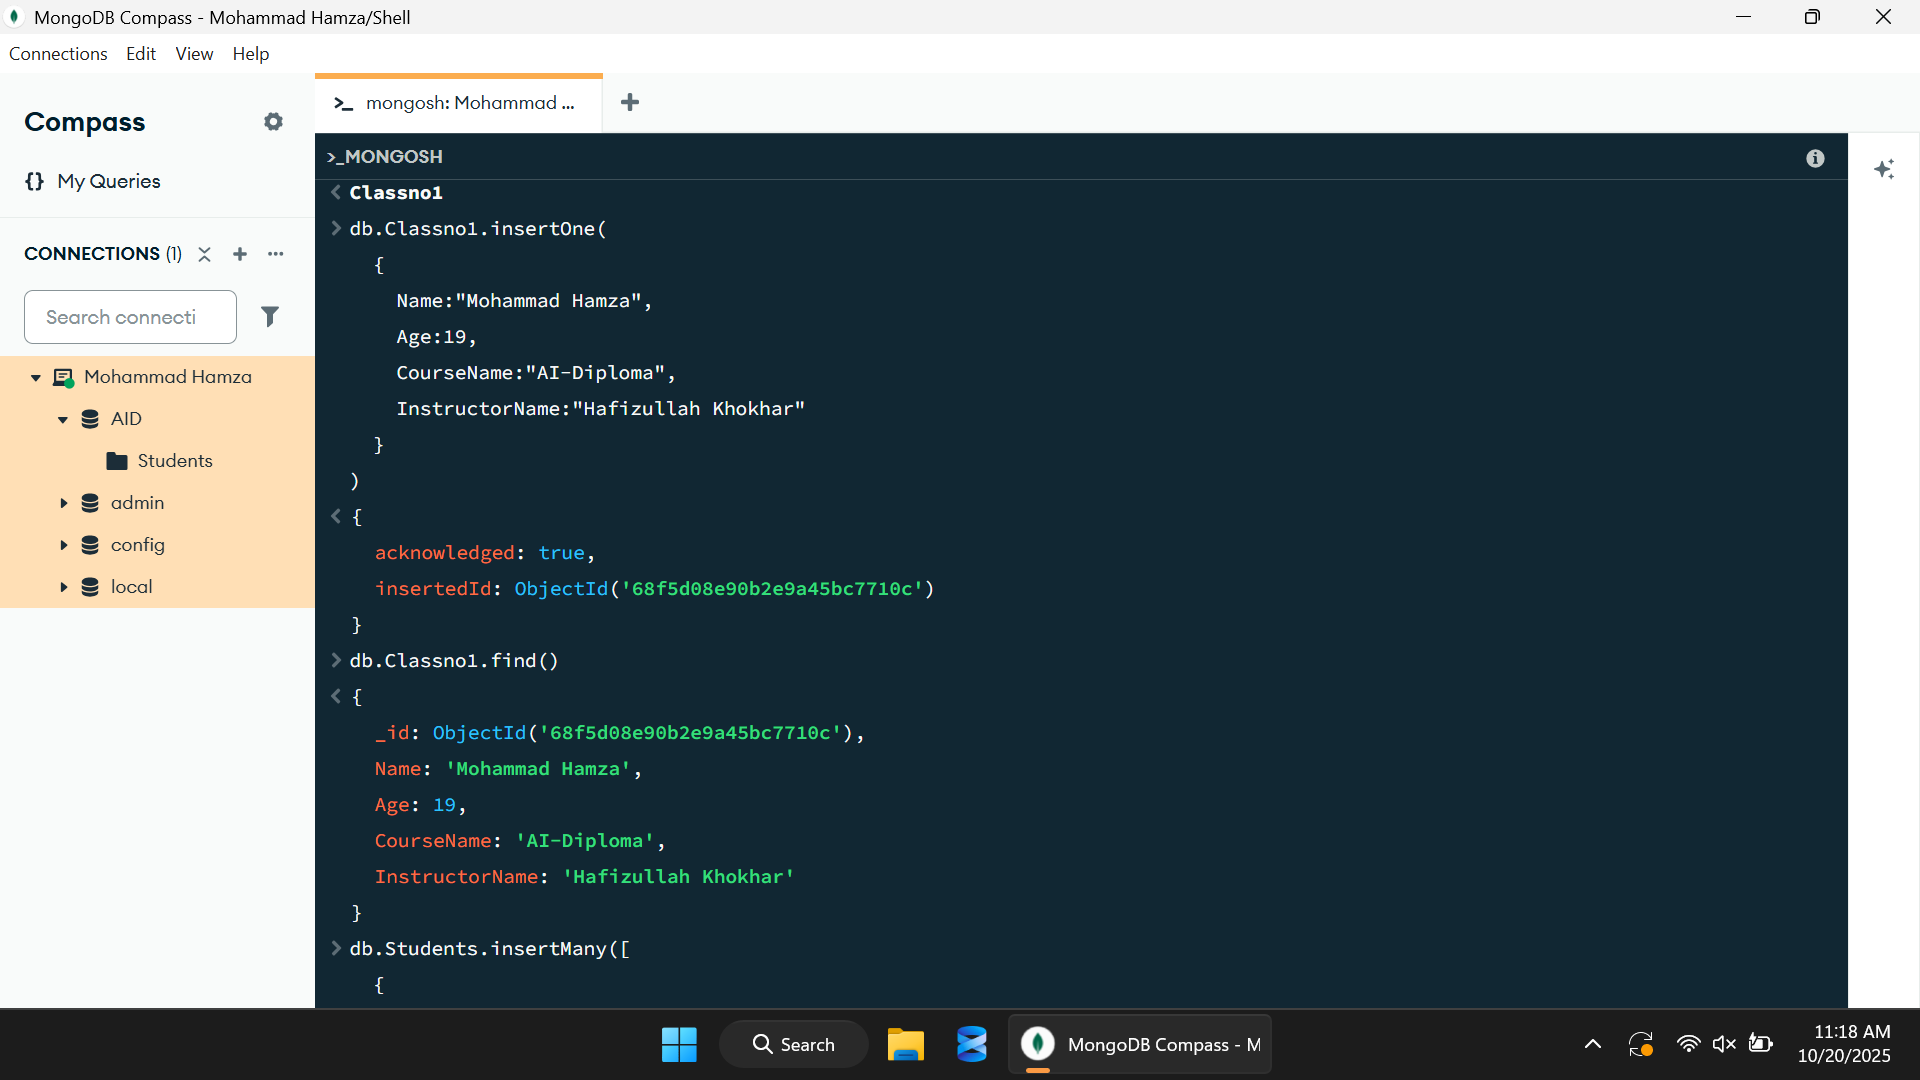 MongoDB Compass - Mohammad Hamza/Shell
Connections Edit View Help
Compass
{} My Queries
CONNECTIONS (1)
Search connecti
Mohammad Hamza
AID
Students
admin
config
local
>_ mongosh: Mohammad ...
>_MONGOSH
< Classno1
> db.Classno1.insertOne(
{
Name:"Mohammad Hamza",
Age:19,
CourseName:"AI-Diploma",
InstructorName:"Hafizullah Khokhar"
}
)
< {
acknowledged: true,
insertedId: ObjectId('68f5d08e90b2e9a45bc7710c')
}
> db.Classno1.find()
< {
_id: ObjectId('68f5d08e90b2e9a45bc7710c'),
Name: 'Mohammad Hamza',
Age: 19,
CourseName: 'AI-Diploma',
InstructorName: 'Hafizullah Khokhar'
}
> db.Students.insertMany([
{
Search
MongoDB Compass - M
11:18 AM
10/20/2025